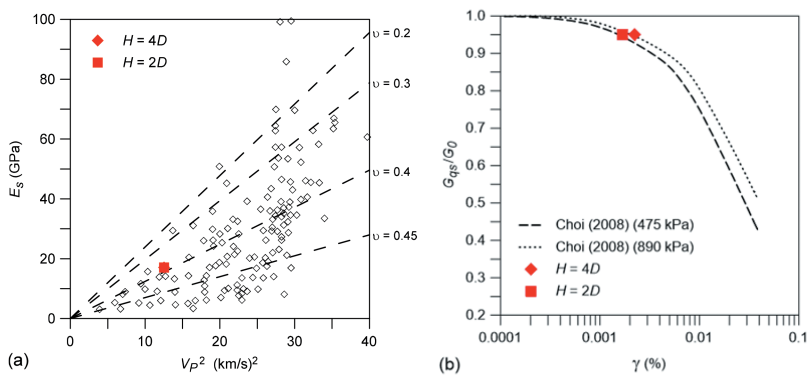 (a)
E_s (GPa)
100
80
60
40
20
0
H = 4D
H = 2D
υ = 0.2
υ = 0.3
υ = 0.4
υ = 0.45
0 10 20 30 40
V_P² (km/s)²
(b)
G_qs/G_0
1.0
0.9
0.8
0.7
0.6
0.5
0.4
0.3
0.2
Choi (2008) (475 kPa)
Choi (2008) (890 kPa)
H = 4D
H = 2D
0.0001 0.001 0.01 0.1
γ (%)